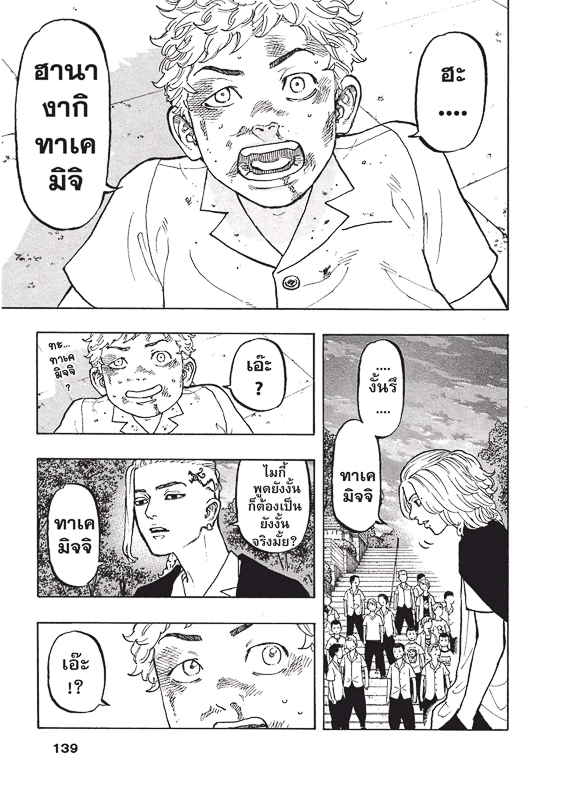 ฮะ
....
ฮานา
งากิ
ทาเค
มิจิ
....
งั้นรึ
....
ทาเค
มิจจิ
เอ๊ะ
?
ทะ...
ทาเค
มิจจิ
?
ไมกี้
พูดยังงั้น
ก็ต้องเป็น
ยังงั้น
จริงมั้ย?
ทาเค
มิจจิ
เอ๊ะ
!?
139